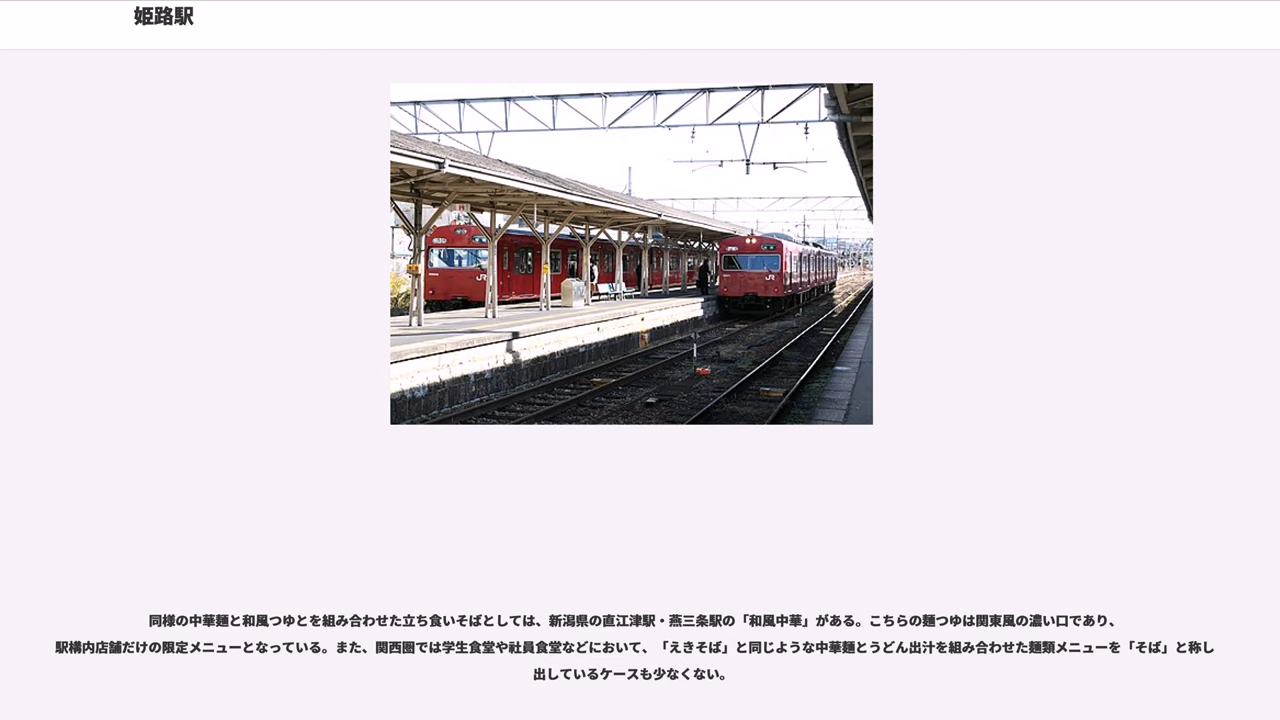 姫路駅
JR
JR
同様の中華麺と和風つゆとを組み合わせた立ち食いそばとしては、新潟県の直江津駅・燕三条駅の「和風中華」がある。こちらの麺つゆは関東風の濃い口であり、
駅構内店舗だけの限定メニューとなっている。また、関西圏では学生食堂や社員食堂などにおいて、「えきそば」と同じような中華麺とうどん出汁を組み合わせた麺類メニューを「そば」と称し
出しているケースも少なくない。